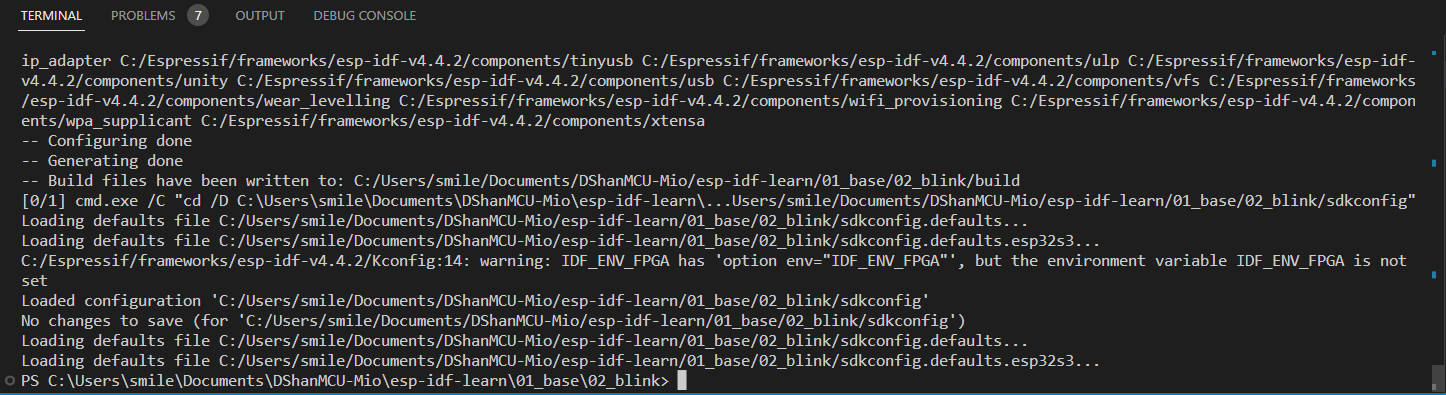 TERMINAL PROBLEMS 7 OUTPUT DEBUG CONSOLE
ip_adapter C:/Espressif/frameworks/esp-idf-v4.4.2/components/tinyusb C:/Espressif/frameworks/esp-idf-v4.4.2/components/ulp C:/Espressif/frameworks/esp-idf-
v4.4.2/components/unity C:/Espressif/frameworks/esp-idf-v4.4.2/components/usb C:/Espressif/frameworks/esp-idf-v4.4.2/components/vfs C:/Espressif/frameworks
/esp-idf-v4.4.2/components/wear_levelling C:/Espressif/frameworks/esp-idf-v4.4.2/components/wifi_provisioning C:/Espressif/frameworks/esp-idf-v4.4.2/compon
ents/wpa_supplicant C:/Espressif/frameworks/esp-idf-v4.4.2/components/xtensa
-- Configuring done
-- Generating done
-- Build files have been written to: C:/Users/smile/Documents/DShanMCU-Mio/esp-idf-learn/01_base/02_blink/build
[0/1] cmd.exe /C "cd /D C:\Users\smile\Documents\DShanMCU-Mio\esp-idf-learn\...Users/smile/Documents/DShanMCU-Mio/esp-idf-learn/01_base/02_blink/sdkconfig"
Loading defaults file C:/Users/smile/Documents/DShanMCU-Mio/esp-idf-learn/01_base/02_blink/sdkconfig.defaults...
Loading defaults file C:/Users/smile/Documents/DShanMCU-Mio/esp-idf-learn/01_base/02_blink/sdkconfig.defaults.esp32s3...
C:/Espressif/frameworks/esp-idf-v4.4.2/Kconfig:14: warning: IDF_ENV_FPGA has 'option env="IDF_ENV_FPGA"', but the environment variable IDF_ENV_FPGA is not
set
Loaded configuration 'C:/Users/smile/Documents/DShanMCU-Mio/esp-idf-learn/01_base/02_blink/sdkconfig'
No changes to save (for 'C:/Users/smile/Documents/DShanMCU-Mio/esp-idf-learn/01_base/02_blink/sdkconfig')
Loading defaults file C:/Users/smile/Documents/DShanMCU-Mio/esp-idf-learn/01_base/02_blink/sdkconfig.defaults...
Loading defaults file C:/Users/smile/Documents/DShanMCU-Mio/esp-idf-learn/01_base/02_blink/sdkconfig.defaults.esp32s3...
PS C:\Users\smile\Documents\DShanMCU-Mio\esp-idf-learn\01_base\02_blink>